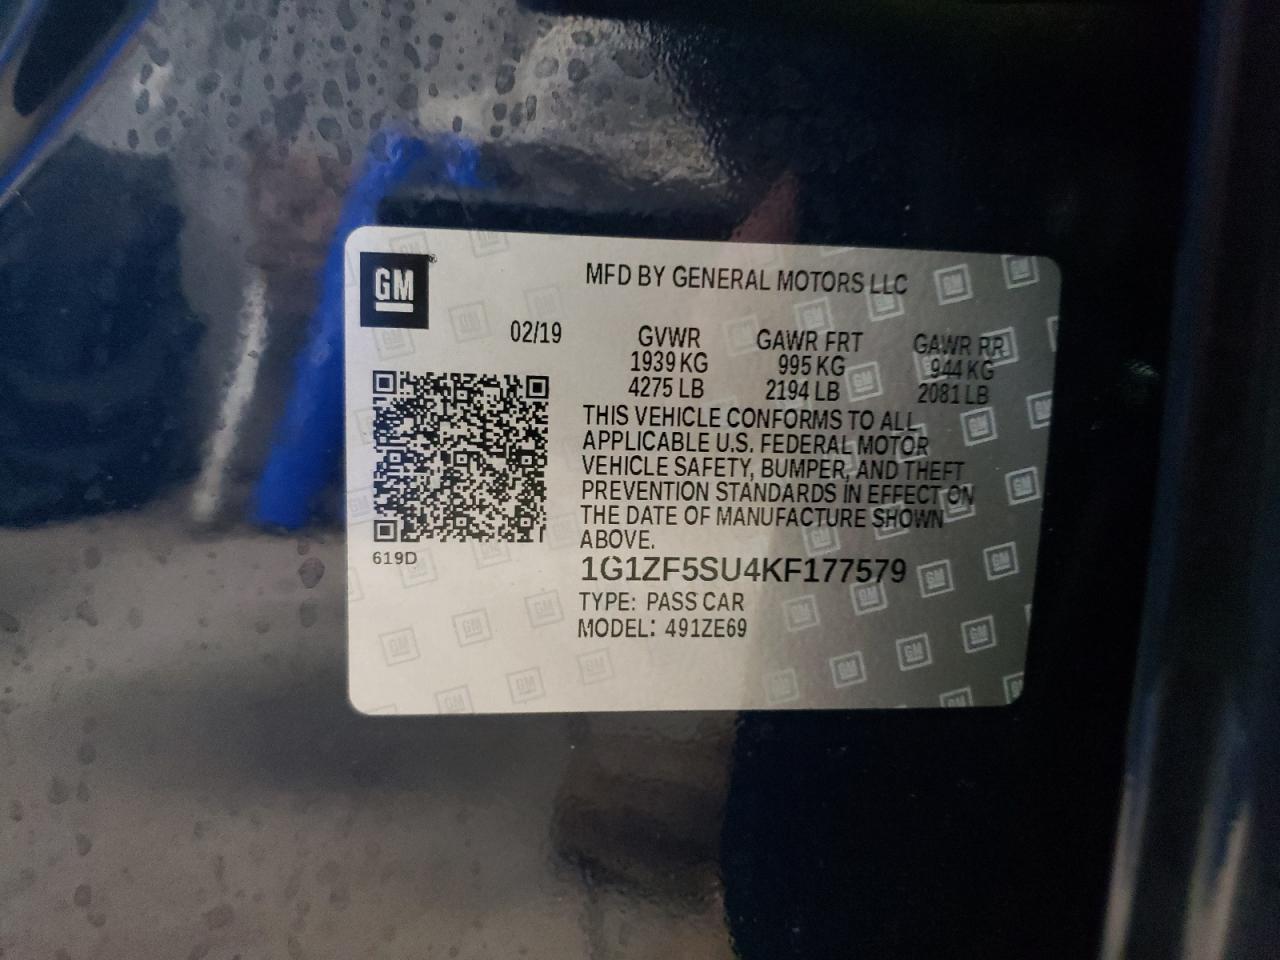 GM
MFD BY GENERAL MOTORS LLC
02/19 GVWR GAWR FRT GAWR RR
1939 KG 995 KG 944 KG
4275 LB 2194 LB 2081 LB
THIS VEHICLE CONFORMS TO ALL
APPLICABLE U.S. FEDERAL MOTOR
VEHICLE SAFETY, BUMPER, AND THEFT
PREVENTION STANDARDS IN EFFECT ON
THE DATE OF MANUFACTURE SHOWN
ABOVE.
619D
1G1ZF5SU4KF177579
TYPE: PASS CAR
MODEL: 491ZE69